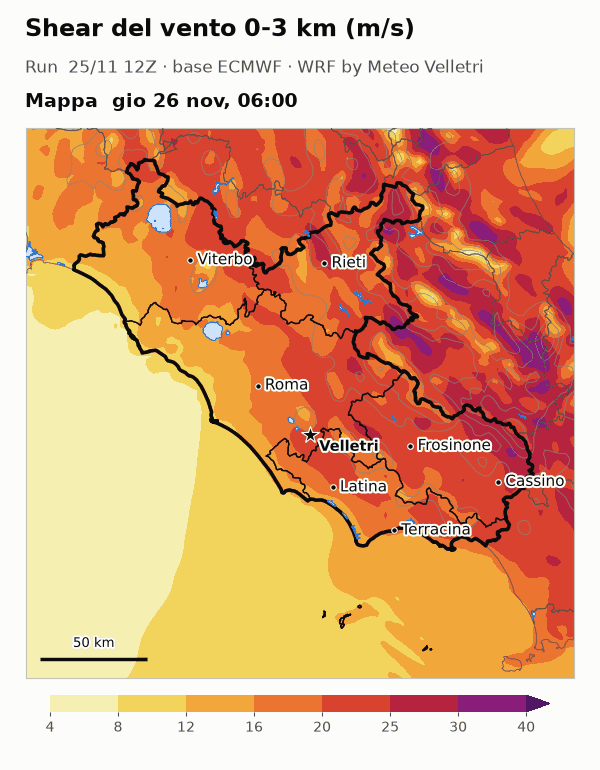 Shear del vento 0-3 km (m/s)
Run 25/11 12Z · base ECMWF · WRF by Meteo Velletri
Mappa gio 26 nov, 06:00
Viterbo
Rieti
Roma
Velletri
Frosinone
Cassino
Latina
Terracina
50 km
4 8 12 16 20 25 30 40